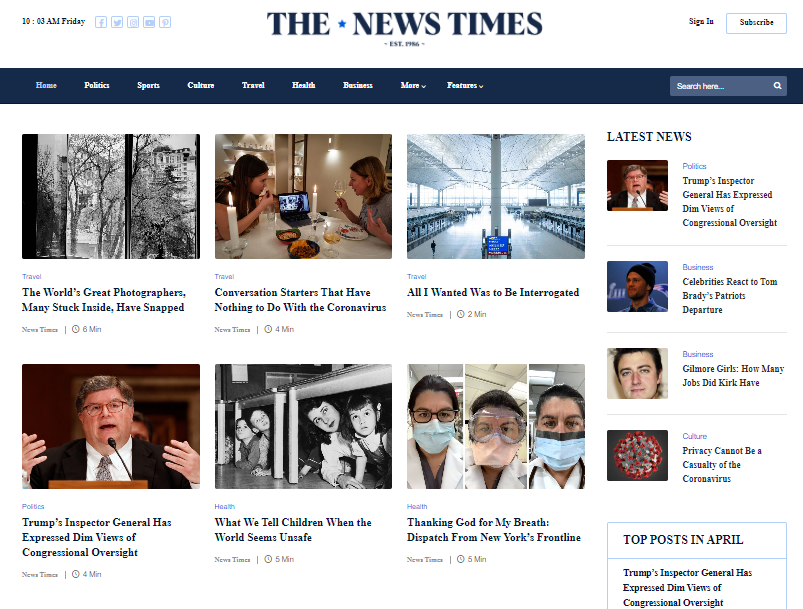 10 : 03 AM Friday
THE NEWS TIMES
~ EST. 1986 ~
Sign In
Subscribe
Home
Politics
Sports
Culture
Travel
Health
Business
More
Features
Search here...
Travel
The World's Great Photographers,
Many Stuck Inside, Have Snapped
News Times | 6 Min
Travel
Conversation Starters That Have
Nothing to Do With the Coronavirus
News Times | 4 Min
Travel
All I Wanted Was to Be Interrogated
News Times | 2 Min
Politics
Trump's Inspector General Has
Expressed Dim Views of
Congressional Oversight
News Times | 4 Min
Health
What We Tell Children When the
World Seems Unsafe
News Times | 5 Min
Health
Thanking God for My Breath:
Dispatch From New York's Frontline
News Times | 5 Min
LATEST NEWS
Politics
Trump's Inspector
General Has Expressed
Dim Views of
Congressional Oversight
Business
Celebrities React to Tom
Brady's Patriots
Departure
Business
Gilmore Girls: How Many
Jobs Did Kirk Have
Culture
Privacy Cannot Be a
Casualty of the
Coronavirus
TOP POSTS IN APRIL
Trump's Inspector General Has
Expressed Dim Views of
Congressional Oversight